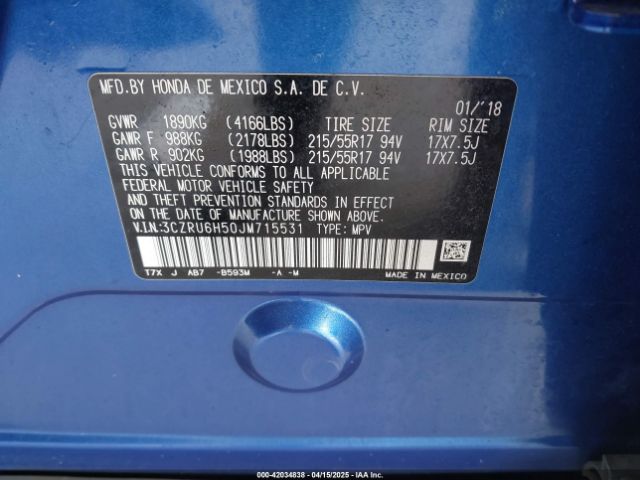 MFD.BY HONDA DE MEXICO S.A. DE C.V.
01/'18
GVWR 1890KG (4166LBS) TIRE SIZE RIM SIZE
GAWR F 988KG (2178LBS) 215/55R17 94V 17X7.5J
GAWR R 902KG (1988LBS) 215/55R17 94V 17X7.5J
THIS VEHICLE CONFORMS TO ALL APPLICABLE
FEDERAL MOTOR VEHICLE SAFETY
AND THEFT PREVENTION STANDARDS IN EFFECT
ON THE DATE OF MANUFACTURE SHOWN ABOVE.
V.I.N:3CZRU6H50JM715531 TYPE: MPV
T7X J AB7 -B593M -A -M MADE IN MEXICO
000-42034838 - 04/15/2025 - IAA Inc.